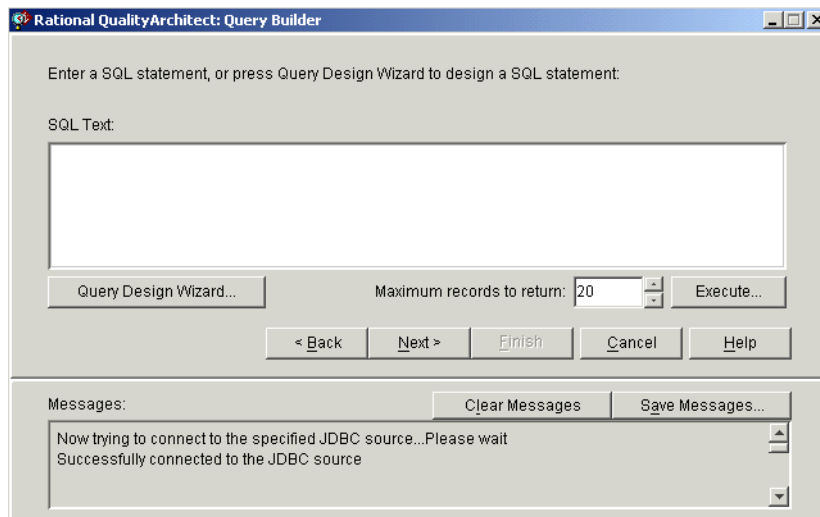 Rational QualityArchitect: Query Builder
Enter a SQL statement, or press Query Design Wizard to design a SQL statement:
SQL Text:
Query Design Wizard... Maximum records to return: 20 Execute...
< Back Next > Finish Cancel Help
Messages: Clear Messages Save Messages...
Now trying to connect to the specified JDBC source...Please wait
Successfully connected to the JDBC source